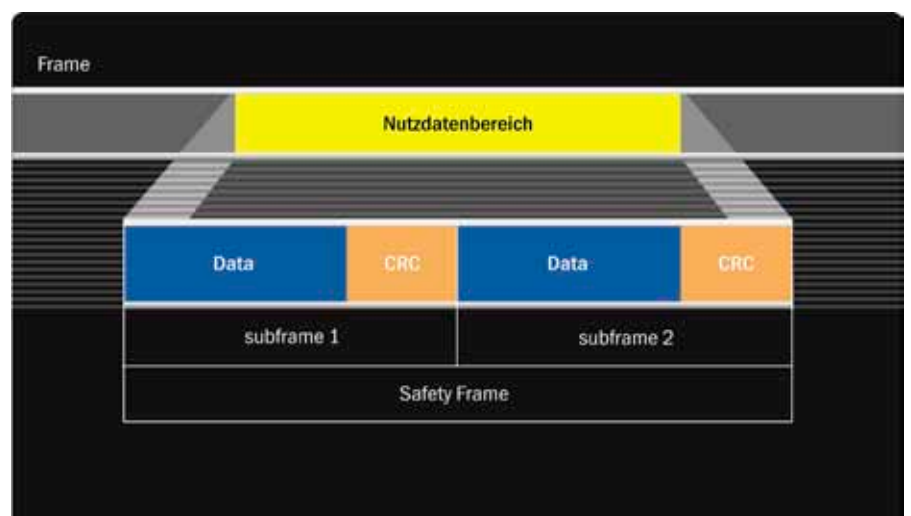 Frame
Nutzdatenbereich
Data CRC Data CRC
subframe 1 subframe 2
Safety Frame